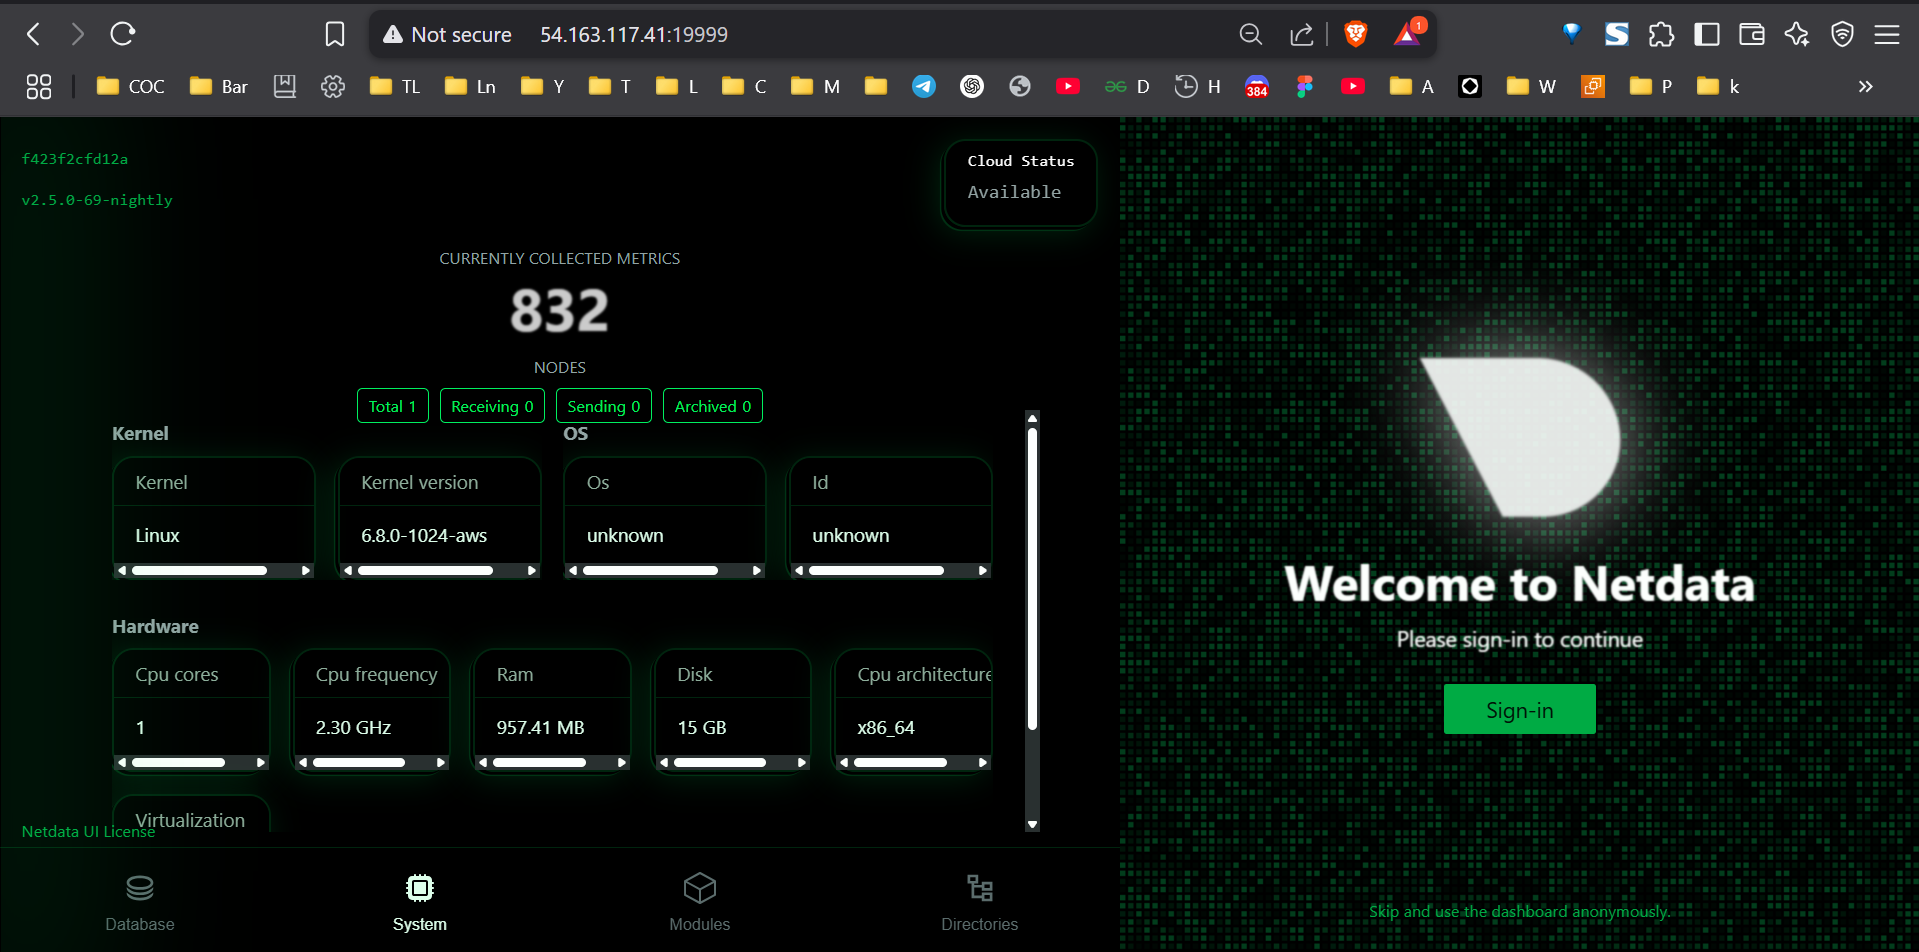 Not secure 54.163.117.41:19999
1
COC Bar TL Ln Y T L C M D H 384 A W P k
f423f2cfd12a
v2.5.0-69-nightly
Cloud Status
Available
CURRENTLY COLLECTED METRICS
832
NODES
Total 1 Receiving 0 Sending 0 Archived 0
Kernel OS
Kernel Kernel version Os Id
Linux 6.8.0-1024-aws unknown unknown
Hardware
Cpu cores Cpu frequency Ram Disk Cpu architecture
1 2.30 GHz 957.41 MB 15 GB x86_64
Virtualization
Netdata UI License
Database System Modules Directories
Welcome to Netdata
Please sign-in to continue
Sign-in
Skip and use the dashboard anonymously.